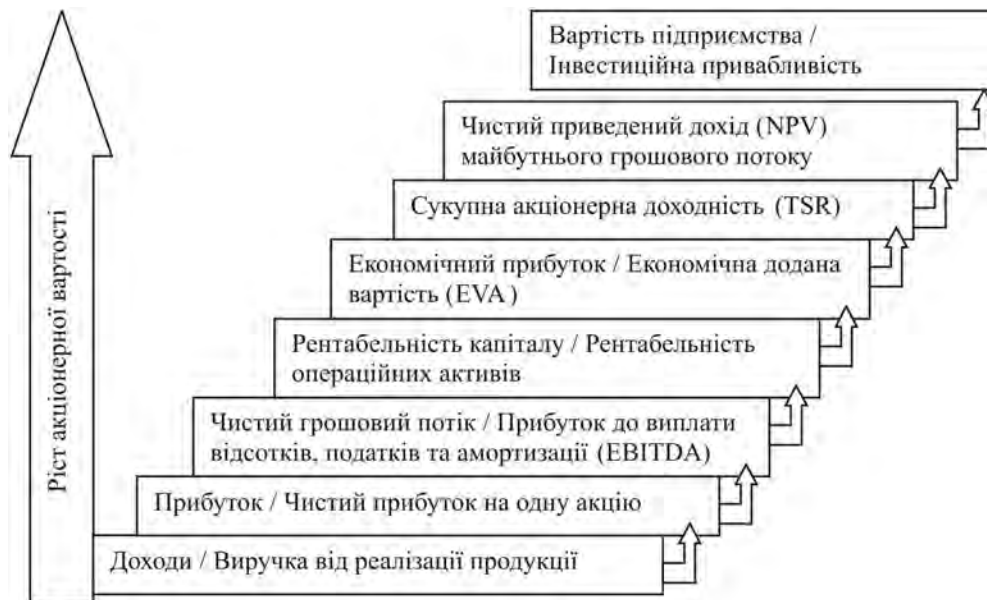 Вартість підприємства /
Інвестиційна привабливість
Чистий приведений дохід (NPV)
майбутнього грошового потоку
Сукупна акціонерна доходність (TSR)
Економічний прибуток / Економічна додана
вартість (EVA)
Рентабельність капіталу / Рентабельність
операційних активів
Чистий грошовий потік / Прибуток до виплати
відсотків, податків та амортизації (EBITDA)
Прибуток / Чистий прибуток на одну акцію
Доходи / Виручка від реалізації продукції
Ріст акціонерної вартості